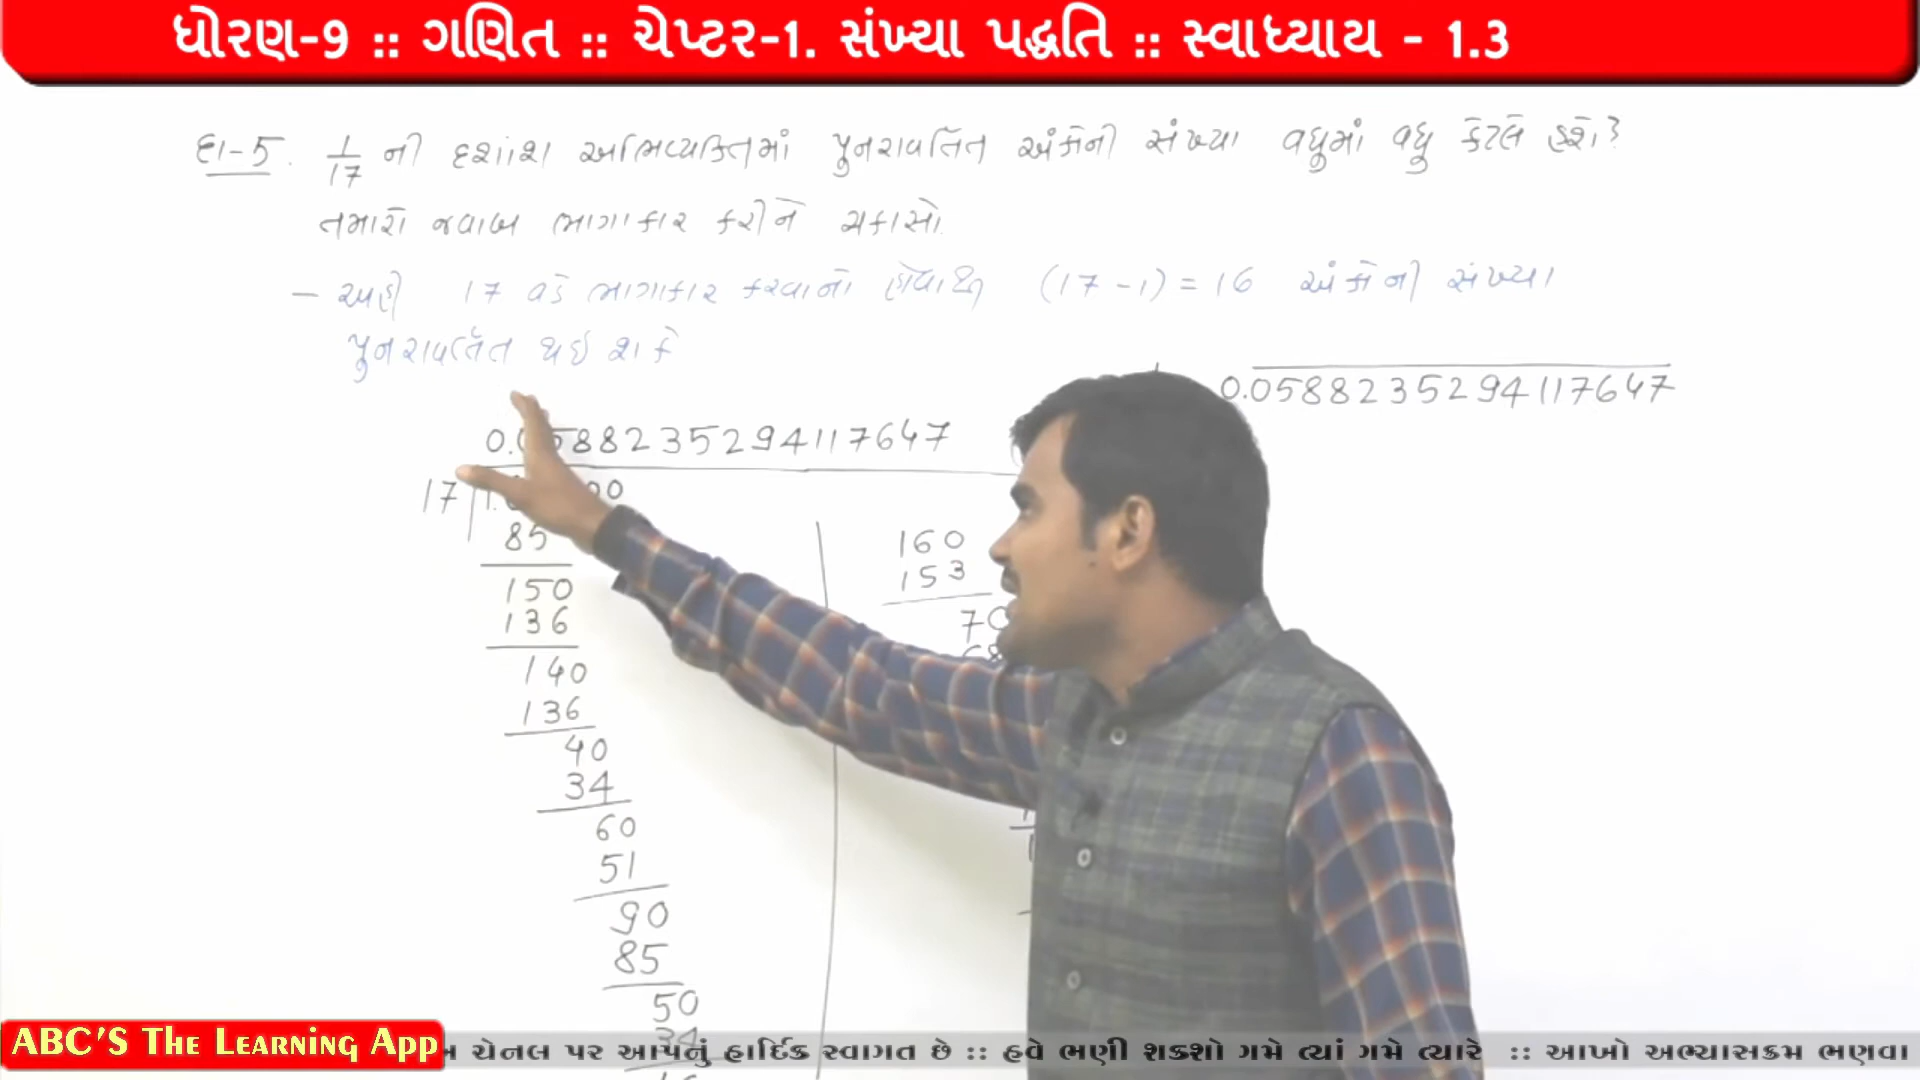 ધોરણ-9 :: ગણિત :: ચેપ્ટર-1. સંખ્યા પદ્ધતિ :: સ્વાધ્યાય - 1.3
દા-5. 1/17 ની દશાંશ અભિવ્યક્તિમાં પુનરાવર્તિત અંકોની સંખ્યા વધુમાં વધુ કેટલી હશે?
તમારો જવાબ ભાગાકાર કરીને ચકાસો.
- અહીં 17 વડે ભાગાકાર કરવાનો હોવાથી (17-1) = 16 અંકોની સંખ્યા
પુનરાવર્તિત થઈ શકે
0.0588235294117647
0.0588235294117647
17
85
150
136
140
136
40
34
60
51
90
85
50
34
160
153
70
68
ABC'S The Learning App
ચેનલ પર આપનું હાર્દિક સ્વાગત છે :: હવે ભણી શકશો ગમે ત્યાં ગમે ત્યારે :: આખો અભ્યાસક્રમ ભણવા